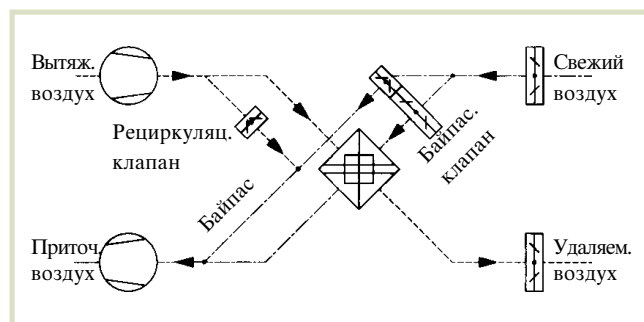 Вытяж.
воздух
Свежий
воздух
Рециркуляц.
клапан
Байпас.
клапан
Байпас
Приточ.
воздух
Удаляем.
воздух